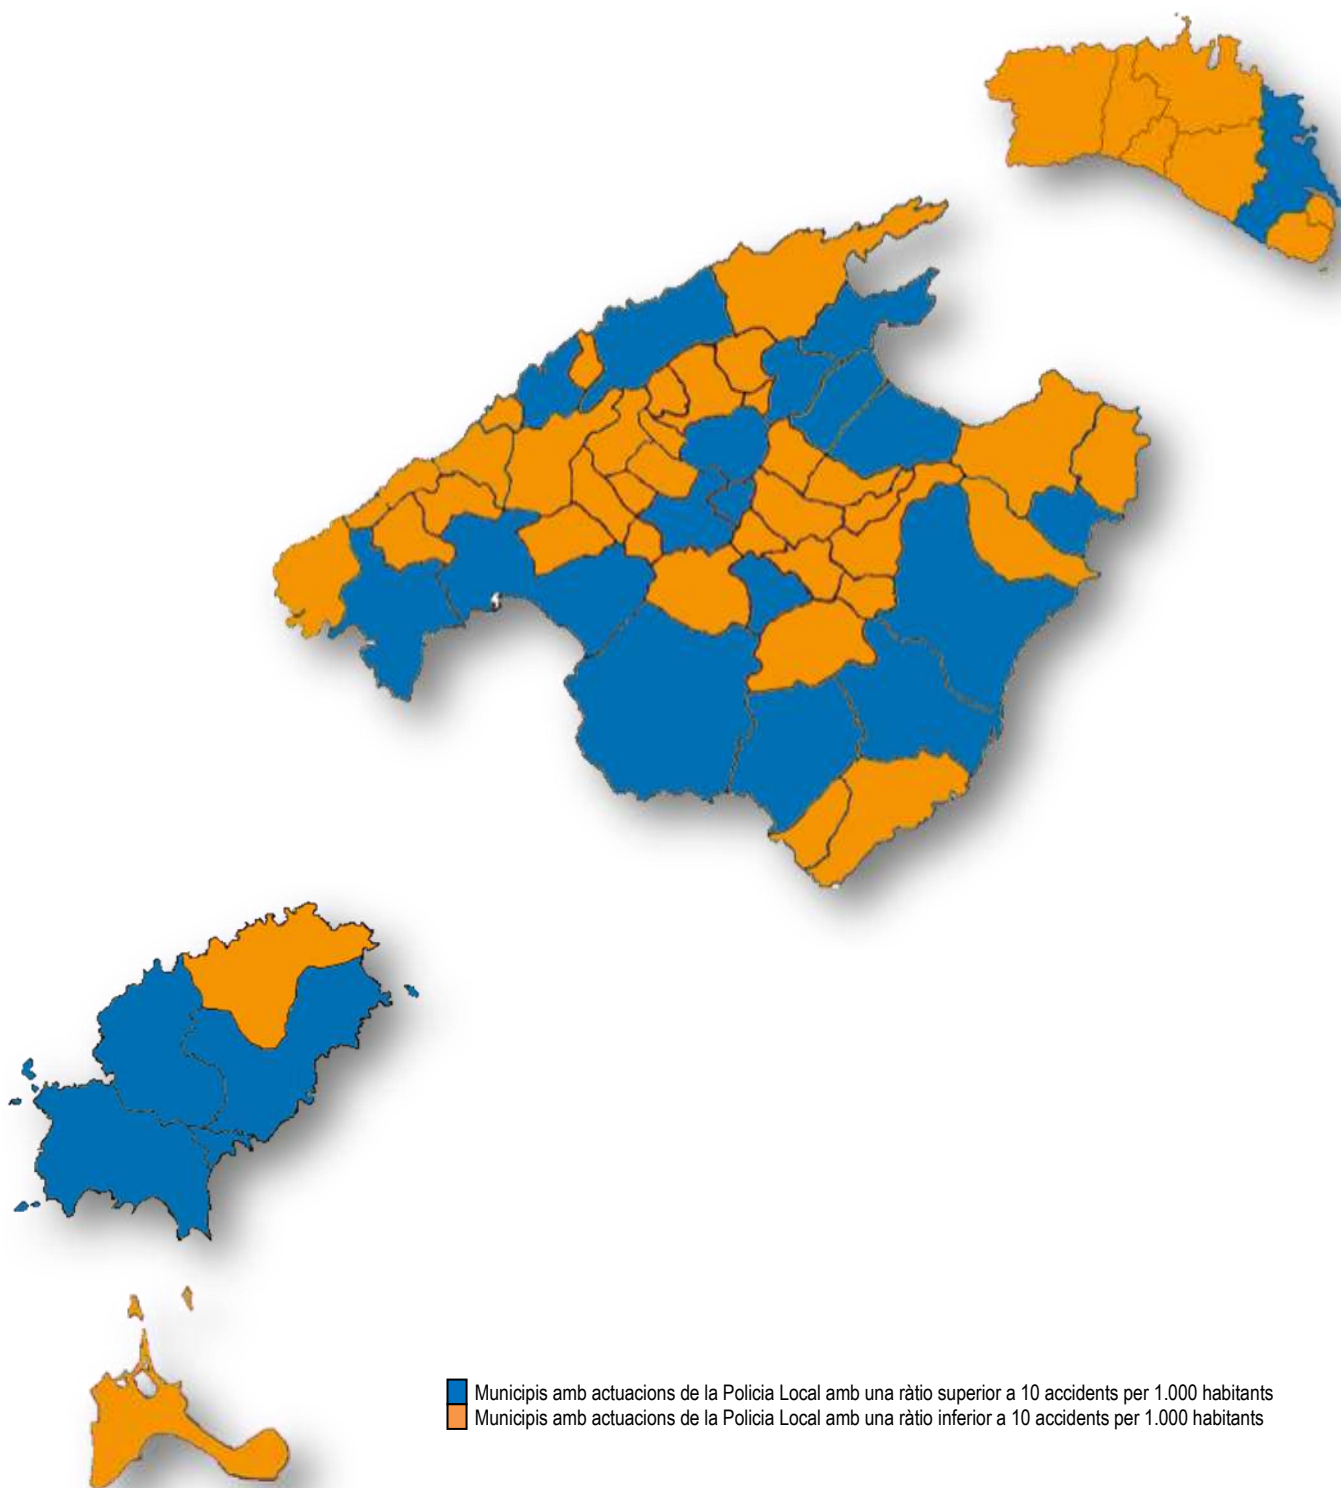 Municipis amb actuacions de la Policia Local amb una ràtio superior a 10 accidents per 1.000 habitants
Municipis amb actuacions de la Policia Local amb una ràtio inferior a 10 accidents per 1.000 habitants